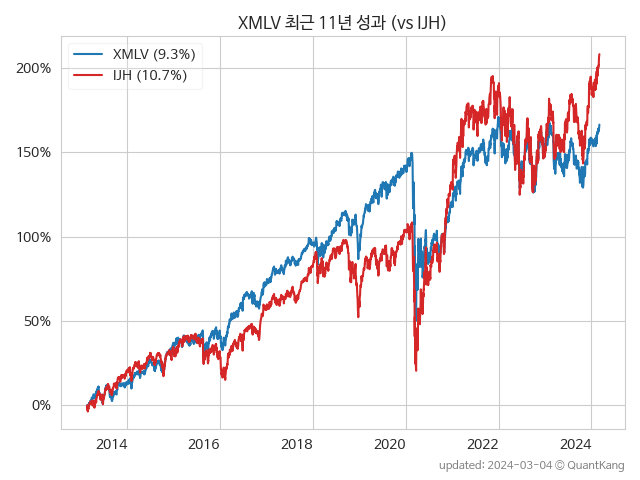 XMLV 최근 11년 성과 (vs IJH)
XMLV (9.3%)
IJH (10.7%)
200%
150%
100%
50%
0%
2014 2016 2018 2020 2022 2024
updated: 2024-03-04 © QuantKang